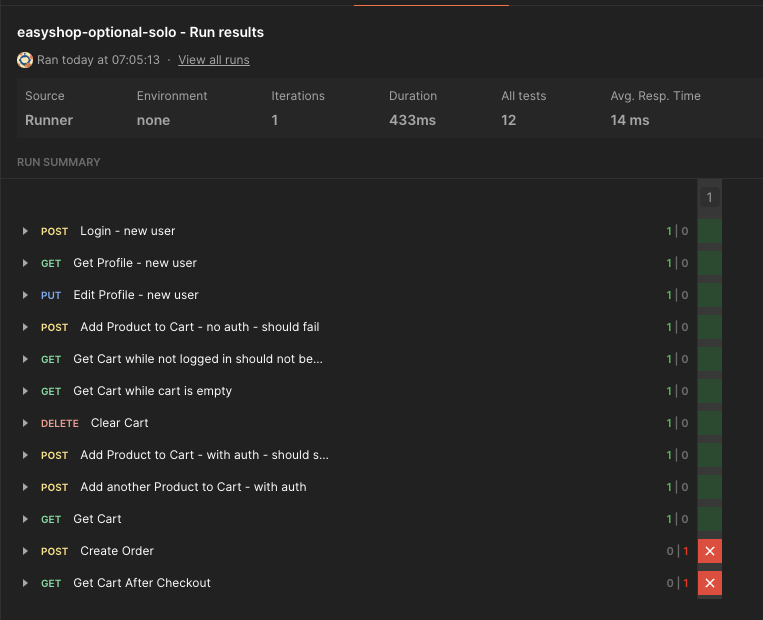 easyshop-optional-solo - Run results
Ran today at 07:05:13 · View all runs
Source Environment Iterations Duration All tests Avg. Resp. Time
Runner none 1 433ms 12 14 ms
RUN SUMMARY
1
POST Login - new user 1 | 0
GET Get Profile - new user 1 | 0
PUT Edit Profile - new user 1 | 0
POST Add Product to Cart - no auth - should fail 1 | 0
GET Get Cart while not logged in should not be... 1 | 0
GET Get Cart while cart is empty 1 | 0
DELETE Clear Cart 1 | 0
POST Add Product to Cart - with auth - should s... 1 | 0
POST Add another Product to Cart - with auth 1 | 0
GET Get Cart 1 | 0
POST Create Order 0 | 1
GET Get Cart After Checkout 0 | 1